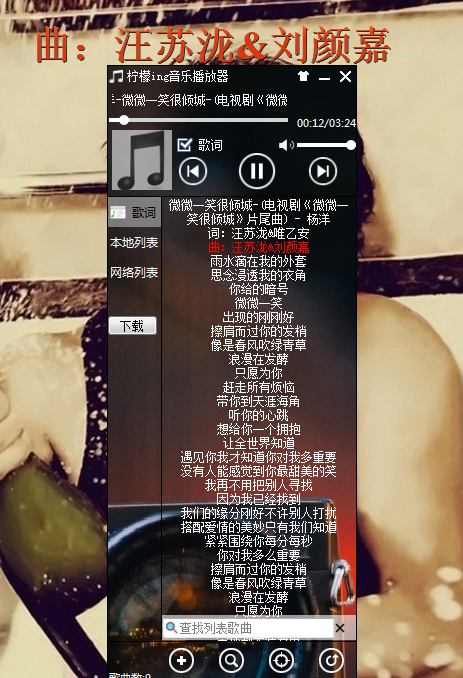 曲：汪苏泷&刘颜嘉
柠檬ing音乐播放器
-微微一笑很倾城-(电视剧《微微
00:12/03:24
歌词
歌词
本地列表
网络列表
下载
微微一笑很倾城-(电视剧《微微一
笑很倾城》片尾曲) - 杨洋
词：汪苏泷&唯乙安
曲：汪苏泷&刘颜嘉
雨水滴在我的外套
思念浸透我的衣角
你给的暗号
微微一笑
出现的刚刚好
擦肩而过你的发梢
像是春风吹绿青草
浪漫在发酵
只愿为你
赶走所有烦恼
带你到天涯海角
听你的心跳
想给你一个拥抱
让全世界知道
遇见你我才知道你对我多重要
没有人能感觉到你最甜美的笑
我再不用把别人寻找
因为我已经找到
我们的缘分刚好不许别人打扰
搭配爱情的美妙只有我们知道
紧紧围绕你每分每秒
你对我多么重要
擦肩而过你的发梢
像是春风吹绿青草
浪漫在发酵
只愿为你
查找列表歌曲